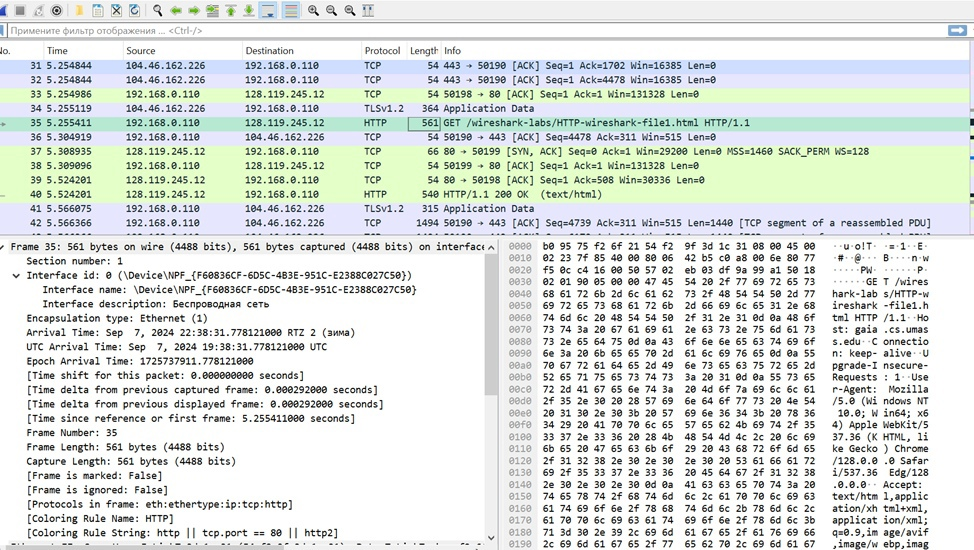 Примените фильтр отображения ... <Ctrl-/>
No. Time Source Destination Protocol Length Info
31 5.254844 104.46.162.226 192.168.0.110 TCP 54 443 → 50190 [ACK] Seq=1 Ack=1702 Win=16385 Len=0
32 5.254844 104.46.162.226 192.168.0.110 TCP 54 443 → 50190 [ACK] Seq=1 Ack=4478 Win=16385 Len=0
33 5.254986 192.168.0.110 128.119.245.12 TCP 54 50198 → 80 [ACK] Seq=1 Ack=1 Win=131328 Len=0
34 5.255119 104.46.162.226 192.168.0.110 TLSv1.2 364 Application Data
35 5.255411 192.168.0.110 128.119.245.12 HTTP 561 GET /wireshark-labs/HTTP-wireshark-file1.html HTTP/1.1
36 5.304919 192.168.0.110 104.46.162.226 TCP 54 50190 → 443 [ACK] Seq=4478 Ack=311 Win=515 Len=0
37 5.308935 128.119.245.12 192.168.0.110 TCP 66 80 → 50199 [SYN, ACK] Seq=0 Ack=1 Win=29200 Len=0 MSS=1460 SACK_PERM WS=128
38 5.309096 192.168.0.110 128.119.245.12 TCP 54 50199 → 80 [ACK] Seq=1 Ack=1 Win=131328 Len=0
39 5.524201 128.119.245.12 192.168.0.110 TCP 54 80 → 50198 [ACK] Seq=1 Ack=508 Win=30336 Len=0
40 5.524201 128.119.245.12 192.168.0.110 HTTP 540 HTTP/1.1 200 OK (text/html)
41 5.566075 192.168.0.110 104.46.162.226 TLSv1.2 315 Application Data
42 5.566366 192.168.0.110 104.46.162.226 TCP 1494 50190 → 443 [ACK] Seq=4739 Ack=311 Win=515 Len=1440 [TCP segment of a reassembled PDU]
Frame 35: 561 bytes on wire (4488 bits), 561 bytes captured (4488 bits) on interface
Section number: 1
Interface id: 0 (\Device\NPF_{F60836CF-6D5C-4B3E-951C-E2388C027C50})
Interface name: \Device\NPF_{F60836CF-6D5C-4B3E-951C-E2388C027C50}
Interface description: Беспроводная сеть
Encapsulation type: Ethernet (1)
Arrival Time: Sep 7, 2024 22:38:31.778121000 RTZ 2 (зима)
UTC Arrival Time: Sep 7, 2024 19:38:31.778121000 UTC
Epoch Arrival Time: 1725737911.778121000
[Time shift for this packet: 0.000000000 seconds]
[Time delta from previous captured frame: 0.000292000 seconds]
[Time delta from previous displayed frame: 0.000292000 seconds]
[Time since reference or first frame: 5.255411000 seconds]
Frame Number: 35
Frame Length: 561 bytes (4488 bits)
Capture Length: 561 bytes (4488 bits)
[Frame is marked: False]
[Frame is ignored: False]
[Protocols in frame: eth:ethertype:ip:tcp:http]
[Coloring Rule Name: HTTP]
[Coloring Rule String: http || tcp.port == 80 || http2]
0000 b0 95 75 f2 6f 21 54 f2 9f 3d 1c 31 08 00 45 00 ··u·o!T· ·=·1··E·
0010 02 23 7f 85 40 00 80 06 42 b5 c0 a8 00 6e 80 77 ·#··@··· B····n·w
0020 f5 0c c4 16 00 50 57 02 eb 03 df 9a 99 a1 50 18 ·····PW· ······P·
0030 02 01 90 05 00 00 47 45 54 20 2f 77 69 72 65 73 ······GE T /wires
0040 68 61 72 6b 2d 6c 61 62 73 2f 48 54 54 50 2d 77 hark-lab s/HTTP-w
0050 69 72 65 73 68 61 72 6b 2d 66 69 6c 65 31 2e 68 ireshark -file1.h
0060 74 6d 6c 20 48 54 54 50 2f 31 2e 31 0d 0a 48 6f tml HTTP /1.1··Ho
0070 73 74 3a 20 67 61 69 61 2e 63 73 2e 75 6d 61 73 st: gaia .cs.umas
0080 73 2e 65 64 75 0d 0a 43 6f 6e 6e 65 63 74 69 6f s.edu··C onnectio
0090 6e 3a 20 6b 65 65 70 2d 61 6c 69 76 65 0d 0a 55 n: keep- alive··U
00a0 70 67 72 61 64 65 2d 49 6e 73 65 63 75 72 65 2d pgrade-I nsecure-
00b0 52 65 71 75 65 73 74 73 3a 20 31 0d 0a 55 73 65 Requests : 1··Use
00c0 72 2d 41 67 65 6e 74 3a 20 4d 6f 7a 69 6c 6c 61 r-Agent: Mozilla
00d0 2f 35 2e 30 20 28 57 69 6e 64 6f 77 73 20 4e 54 /5.0 (Wi ndows NT
00e0 20 31 30 2e 30 3b 20 57 69 6e 36 34 3b 20 78 36 10.0; W in64; x6
00f0 34 29 20 41 70 70 6c 65 57 65 62 4b 69 74 2f 35 4) Apple WebKit/5
0100 33 37 2e 33 36 20 28 4b 48 54 4d 4c 2c 20 6c 69 37.36 (K HTML, li
0110 6b 65 20 47 65 63 6b 6f 29 20 43 68 72 6f 6d 65 ke Gecko ) Chrome
0120 2f 31 32 38 2e 30 2e 30 2e 30 20 53 61 66 61 72 /128.0.0 .0 Safar
0130 69 2f 35 33 37 2e 33 36 20 45 64 67 2f 31 32 38 i/537.36 Edg/128
0140 2e 30 2e 30 2e 30 0d 0a 41 63 63 65 70 74 3a 20 .0.0.0·· Accept:
0150 74 65 78 74 2f 68 74 6d 6c 2c 61 70 70 6c 69 63 text/htm l,applic
0160 61 74 69 6f 6e 2f 78 68 74 6d 6c 2b 78 6d 6c 2c ation/xh tml+xml,
0170 61 70 70 6c 69 63 61 74 69 6f 6e 2f 78 6d 6c 3b applicat ion/xml;
0180 71 3d 30 2e 39 2c 69 6d 61 67 65 2f 61 76 69 66 q=0.9,im age/avif
0190 2c 69 6d 61 67 65 2f 77 65 62 70 2c 69 6d 61 67 ,image/w ebp,imag